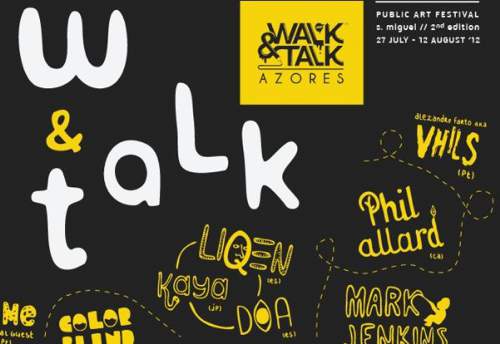 w
&
talk
WALK
&TALK
AZORES
PUBLIC ART FESTIVAL
s. miguel // 2nd edition
27 JULY - 12 AUGUST '12
alexandre farto aka
VHILS
(Pt)
Phil
allard
(CA)
LIQEN
(ES)
Kaya
(JP)
DOA
(ES)
Me
COLOR
MARK
JENKINS